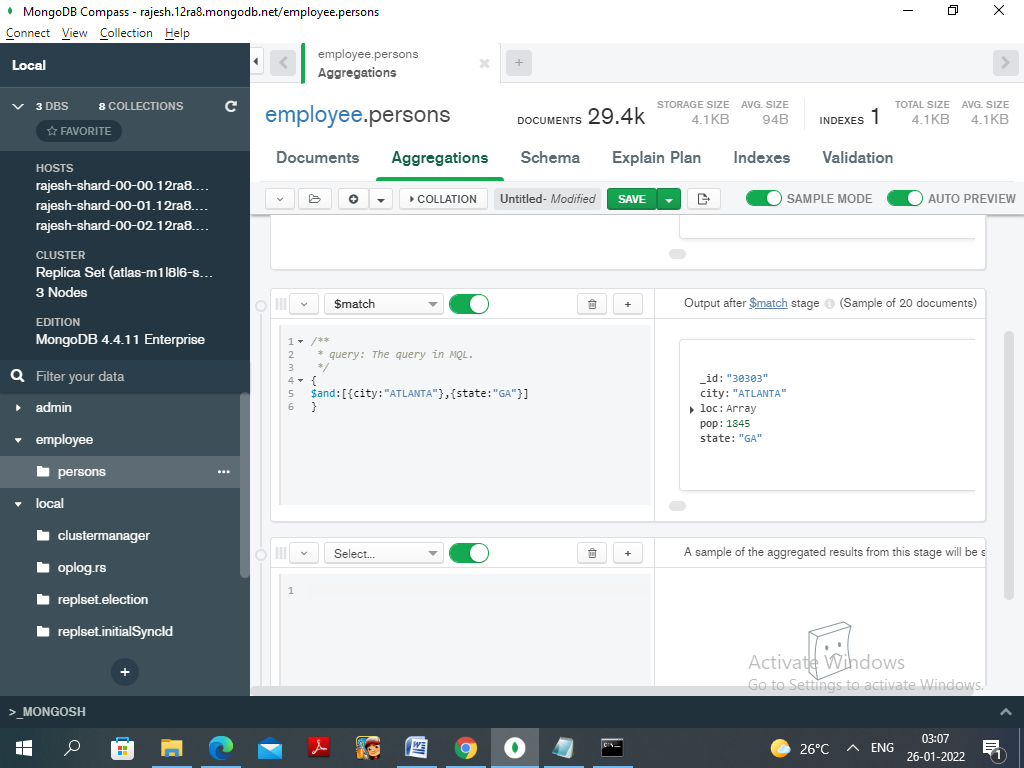 MongoDB Compass - rajesh.12ra8.mongodb.net/employee.persons
Connect View Collection Help
Local
employee.persons
Aggregations
3 DBS 8 COLLECTIONS
FAVORITE
employee.persons
DOCUMENTS 29.4k
STORAGE SIZE 4.1KB
AVG. SIZE 94B
INDEXES 1
TOTAL SIZE 4.1KB
AVG. SIZE 4.1KB
Documents Aggregations Schema Explain Plan Indexes Validation
HOSTS
rajesh-shard-00-00.12ra8....
rajesh-shard-00-01.12ra8....
rajesh-shard-00-02.12ra8....
CLUSTER
Replica Set (atlas-m1l8l6-s...
3 Nodes
EDITION
MongoDB 4.4.11 Enterprise
Filter your data
admin
employee
persons
local
clustermanager
oplog.rs
replset.election
replset.initialSyncId
COLLATION Untitled- Modified SAVE SAMPLE MODE AUTO PREVIEW
$match
Output after $match stage (Sample of 20 documents)
1 /**
2 * query: The query in MQL.
3 */
4 {
5 $and:[{city:"ATLANTA"},{state:"GA"}]
6 }
_id: "30303"
city: "ATLANTA"
loc: Array
pop: 1845
state: "GA"
Select...
A sample of the aggregated results from this stage will be s
1
Activate Windows
Go to Settings to activate Windows.
>_MONGOSH
26°C ENG 03:07
26-01-2022
1